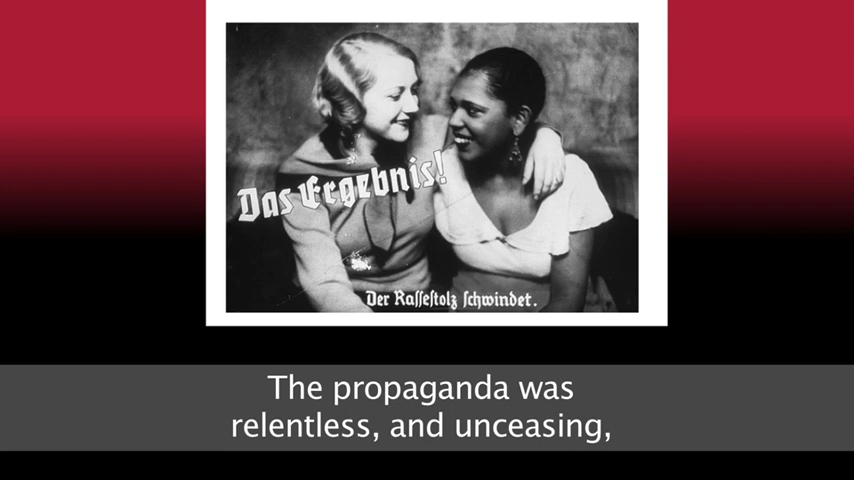 Das Ergebnis!
Der Rassestolz schwindet.
The propaganda was
relentless, and unceasing,